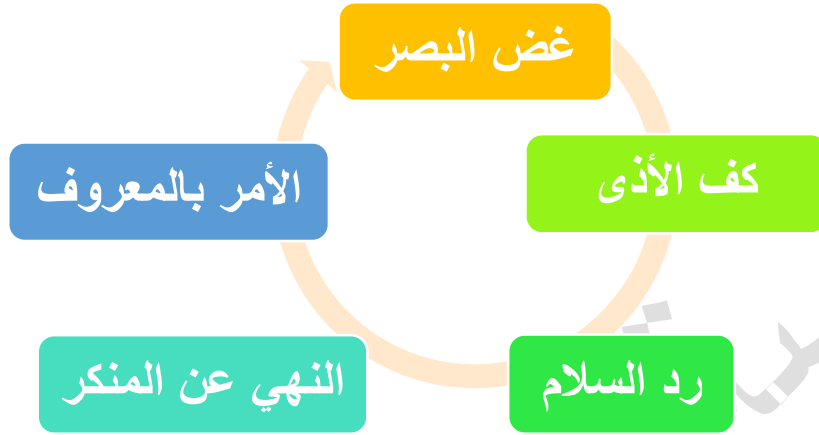 غض البصر
كف الأذى
رد السلام
النهي عن المنكر
الأمر بالمعروف